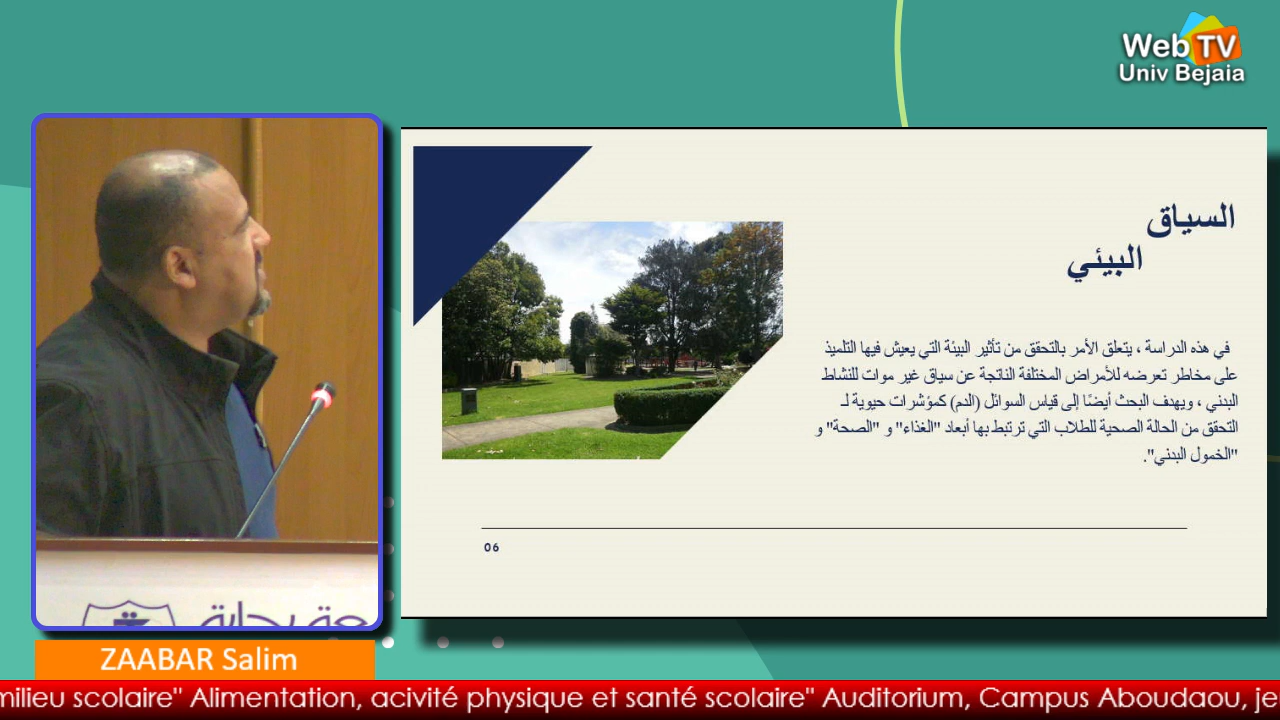 Web TV
Univ Bejaia
السياق
البيئي
في هذه الدراسة ، يتعلق الأمر بالتحقق من تأثير البيئة التي يعيش فيها التلميذ
على مخاطر تعرضه للأمراض المختلفة الناتجة عن سياق غير موات للنشاط
البدني ، ويهدف البحث أيضًا إلى قياس السوائل (الدم) كمؤشرات حيوية لـ
التحقق من الحالة الصحية للطلاب التي ترتبط بها أبعاد "الغذاء" و "الصحة" و
"الخمول البدني".
06
ZAABAR Salim
milieu scolaire" Alimentation, acivité physique et santé scolaire" Auditorium, Campus Aboudaou, je